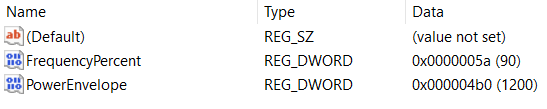 Name Type Data
(Default) REG_SZ (value not set)
FrequencyPercent REG_DWORD 0x0000005a (90)
PowerEnvelope REG_DWORD 0x000004b0 (1200)